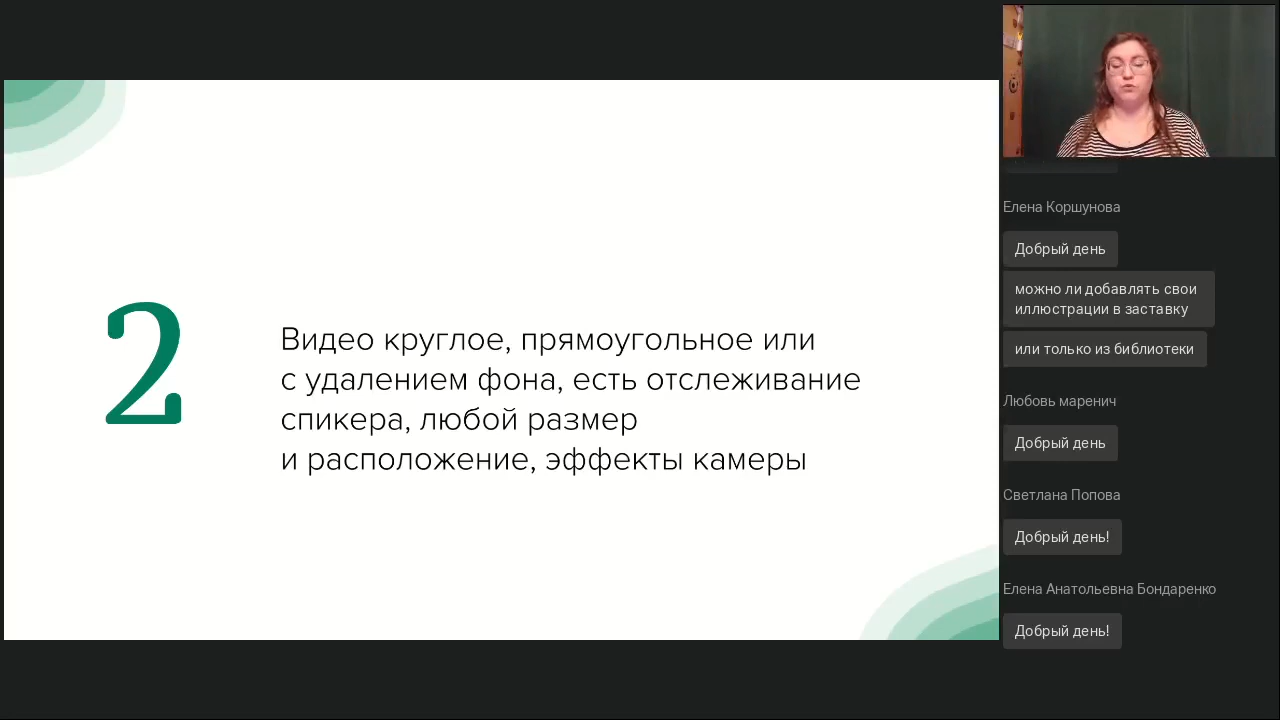 2
Видео круглое, прямоугольное или
с удалением фона, есть отслеживание
спикера, любой размер
и расположение, эффекты камеры
Елена Коршунова
Добрый день
можно ли добавлять свои
иллюстрации в заставку
или только из библиотеки
Любовь маренич
Добрый день
Светлана Попова
Добрый день!
Елена Анатольевна Бондаренко
Добрый день!